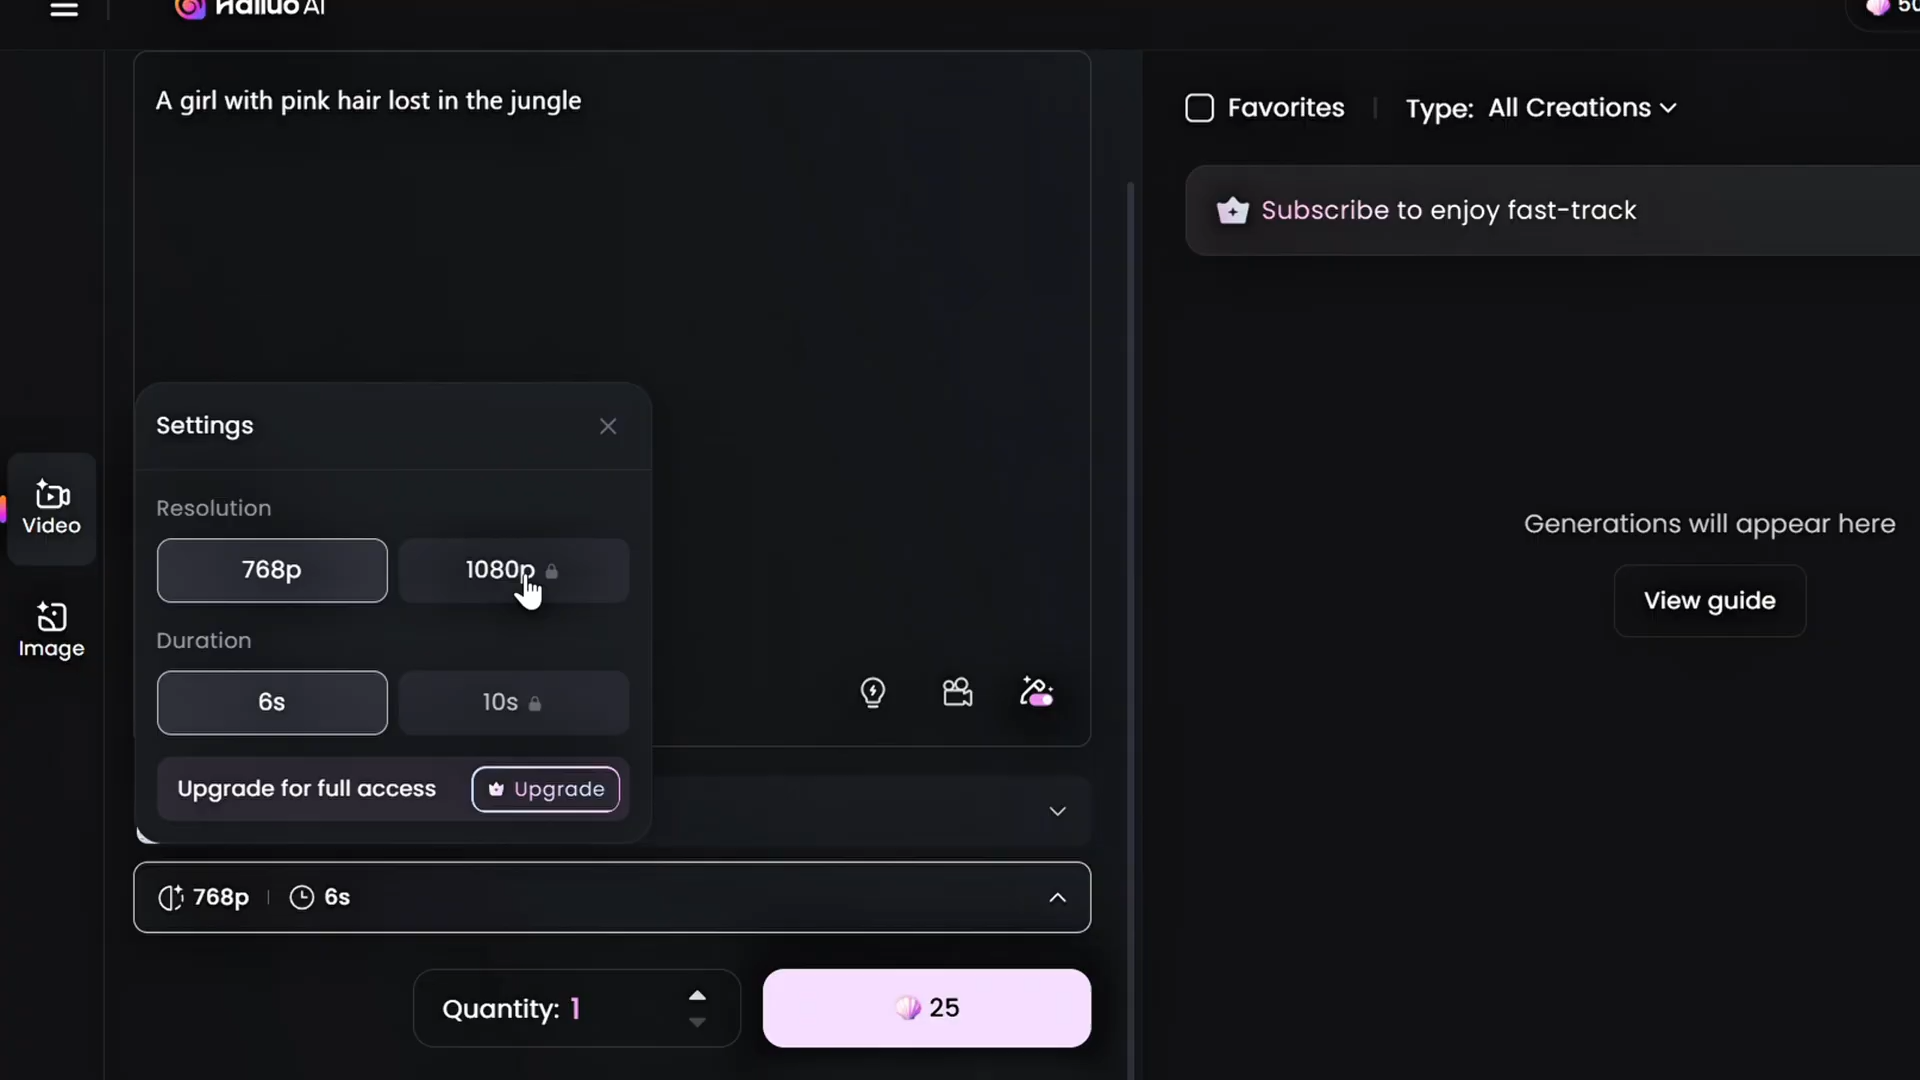 Hailuo AI
50
A girl with pink hair lost in the jungle
Favorites
Type: All Creations
Subscribe to enjoy fast-track
Settings
Resolution
768p
1080p
Duration
6s
10s
Upgrade for full access
Upgrade
Video
Image
Generations will appear here
View guide
768p
6s
Quantity: 1
25